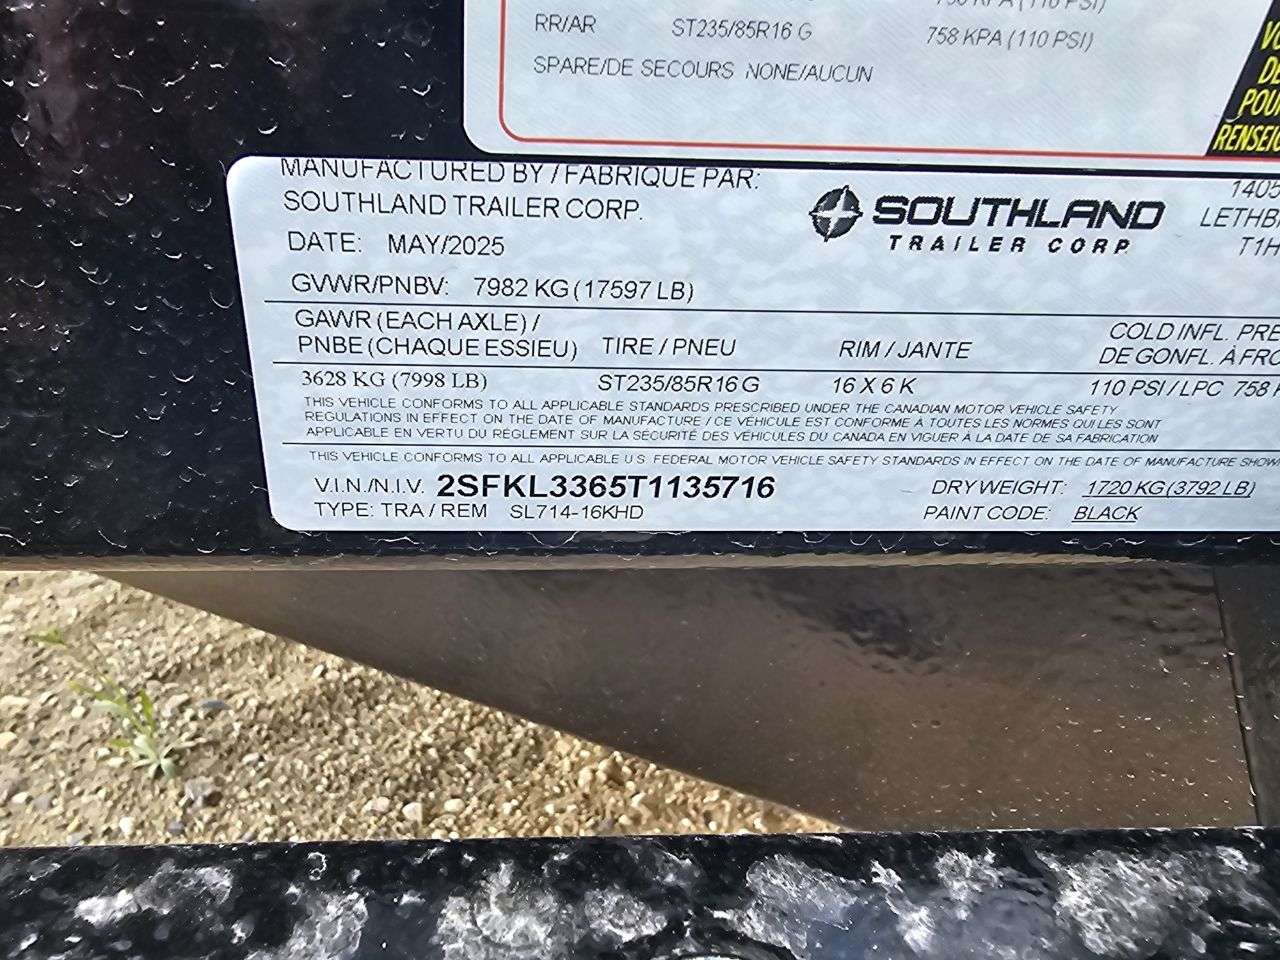 RR/AR ST235/85R16 G 758 KPA (110 PSI)
SPARE/DE SECOURS NONE/AUCUN
MANUFACTURED BY / FABRIQUE PAR:
SOUTHLAND TRAILER CORP.
DATE: MAY/2025
GVWR/PNBV: 7982 KG (17597 LB)
SOUTHLAND
TRAILER CORP.
1405
LETHB
T1H
GAWR (EACH AXLE) /
PNBE (CHAQUE ESSIEU) TIRE / PNEU RIM / JANTE
COLD INFL. PRE
DE GONFL. À FRO
3628 KG (7998 LB) ST235/85R16 G 16 X 6 K 110 PSI / LPC 758
THIS VEHICLE CONFORMS TO ALL APPLICABLE STANDARDS PRESCRIBED UNDER THE CANADIAN MOTOR VEHICLE SAFETY
REGULATIONS IN EFFECT ON THE DATE OF MANUFACTURE / CE VÉHICULE EST CONFORME À TOUTES LES NORMES QUI LES SONT
APPLICABLE EN VERTU DU RÈGLEMENT SUR LA SÉCURITÉ DES VÉHICULES DU CANADA EN VIGUER À LA DATE DE SA FABRICATION
THIS VEHICLE CONFORMS TO ALL APPLICABLE U.S. FEDERAL MOTOR VEHICLE SAFETY STANDARDS IN EFFECT ON THE DATE OF MANUFACTURE SHOW
V.I.N./N.I.V. 2SFKL3365T1135716 DRY WEIGHT: 1720 KG (3792 LB)
TYPE: TRA / REM SL714-16KHD PAINT CODE: BLACK